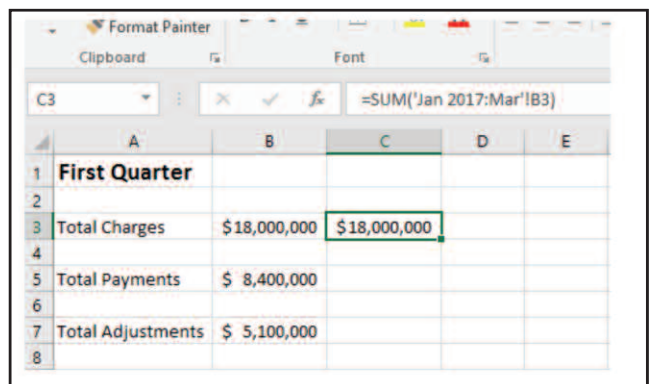 Format Painter
Clipboard Font
C3 fx =SUM('Jan 2017:Mar'!B3)
A B C D E
1 First Quarter
2
3 Total Charges $18,000,000 $18,000,000
4
5 Total Payments $ 8,400,000
6
7 Total Adjustments $ 5,100,000
8